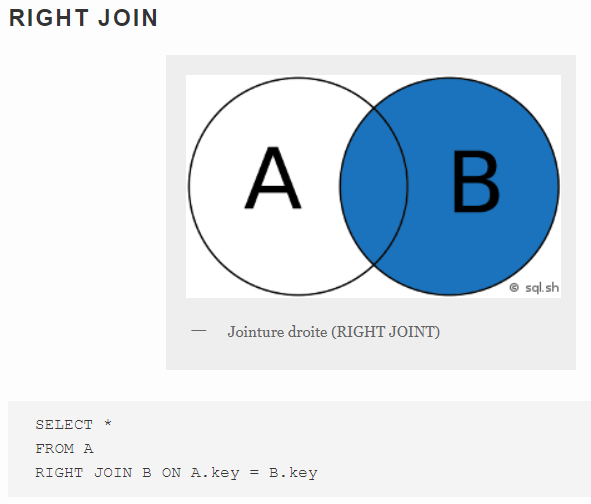 RIGHT JOIN
A
B
© sql.sh
— Jointure droite (RIGHT JOINT)
SELECT *
FROM A
RIGHT JOIN B ON A.key = B.key